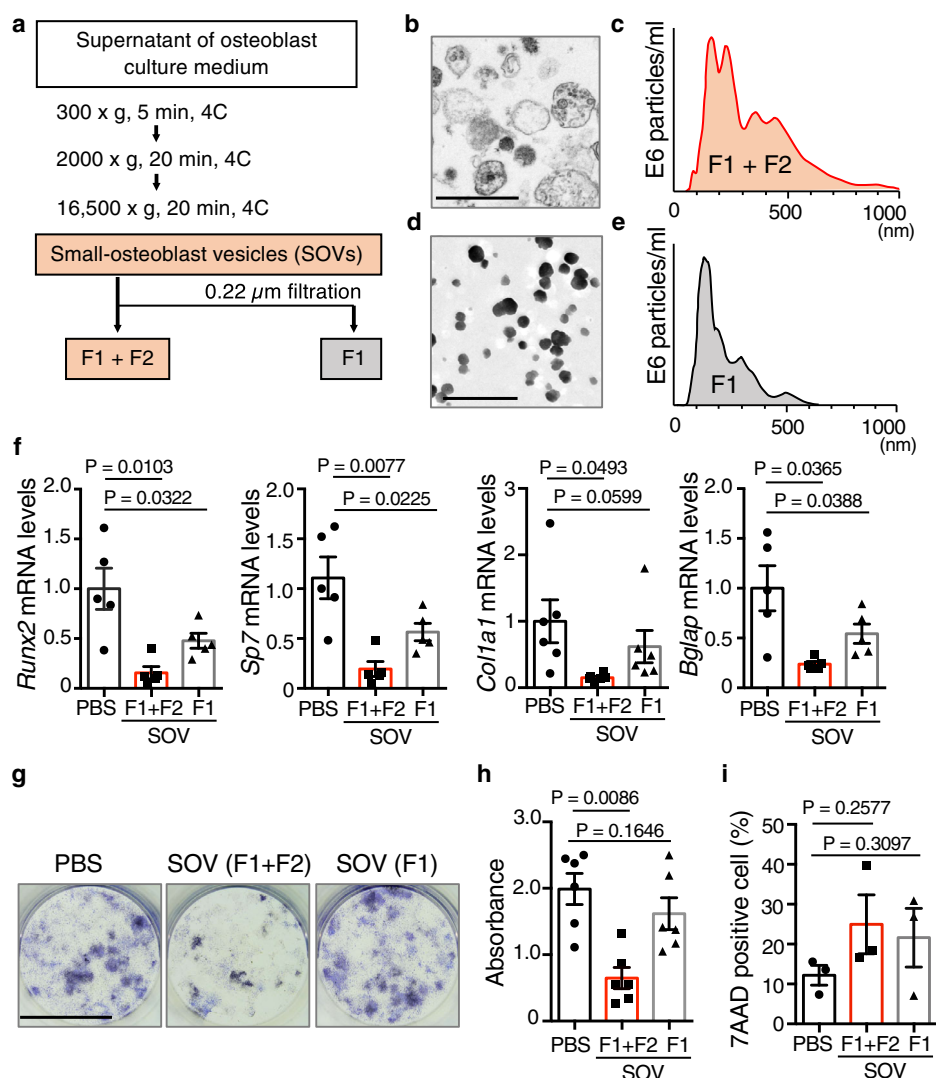 a
Supernatant of osteoblast
culture medium
300 x g, 5 min, 4C
2000 x g, 20 min, 4C
16,500 x g, 20 min, 4C
Small-osteoblast vesicles (SOVs)
0.22 µm filtration
F1 + F2
F1
b
c
E6 particles/ml
F1 + F2
0
500
1000
(nm)
d
e
E6 particles/ml
F1
0
500
1000
(nm)
f
P = 0.0103
P = 0.0322
Runx2 mRNA levels
2.0
1.5
1.0
0.5
0
PBS
F1+F2
F1
SOV
P = 0.0077
P = 0.0225
Sp7 mRNA levels
2.0
1.5
1.0
0.5
0
PBS
F1+F2
F1
SOV
P = 0.0493
P = 0.0599
Col1a1 mRNA levels
3
2
1
0
PBS
F1+F2
F1
SOV
P = 0.0365
P = 0.0388
Bglap mRNA levels
2.0
1.5
1.0
0.5
0
PBS
F1+F2
F1
SOV
g
PBS
SOV (F1+F2)
SOV (F1)
h
P = 0.0086
P = 0.1646
Absorbance
3.0
2.0
1.0
0
PBS
F1+F2
F1
SOV
i
P = 0.2577
P = 0.3097
7AAD positive cell (%)
50
40
30
20
10
0
PBS
F1+F2
F1
SOV